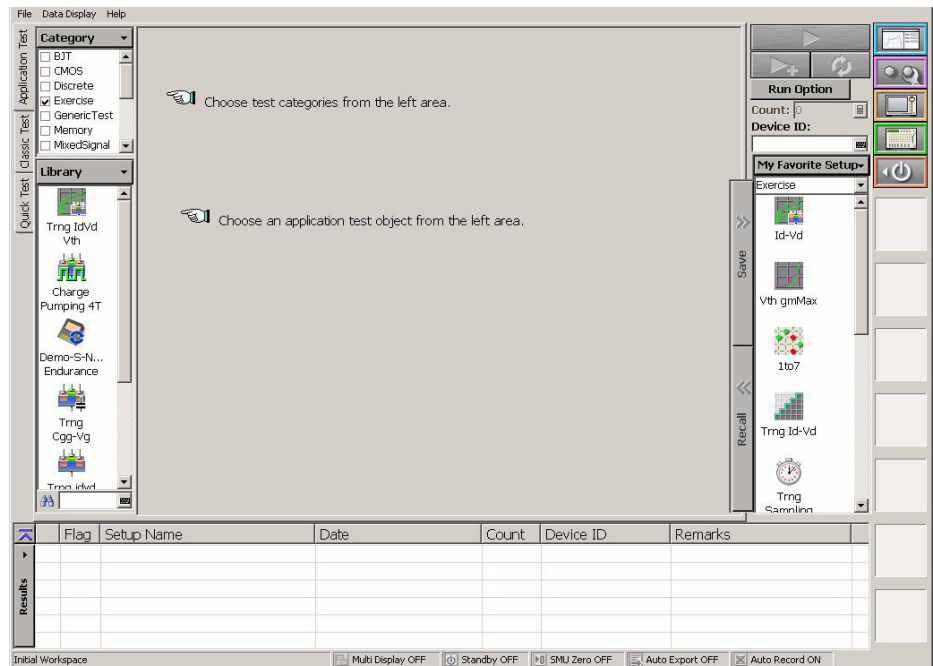 File Data Display Help
Application Test
Classic Test
Quick Test
Category
BJT
CMOS
Discrete
Exercise
GenericTest
Memory
MixedSignal
Library
Trng IdVd
Vth
Charge
Pumping 4T
Demo-S-N...
Endurance
Trng
Cgg-Vg
Trng idvd
Choose test categories from the left area.
Choose an application test object from the left area.
Save
Recall
Run Option
Count: 0
Device ID:
My Favorite Setup
Exercise
Id-Vd
Vth gmMax
1to7
Trng Id-Vd
Trng
Sampling
Results
Flag Setup Name Date Count Device ID Remarks
Initial Workspace Multi Display OFF Standby OFF SMU Zero OFF Auto Export OFF Auto Record ON